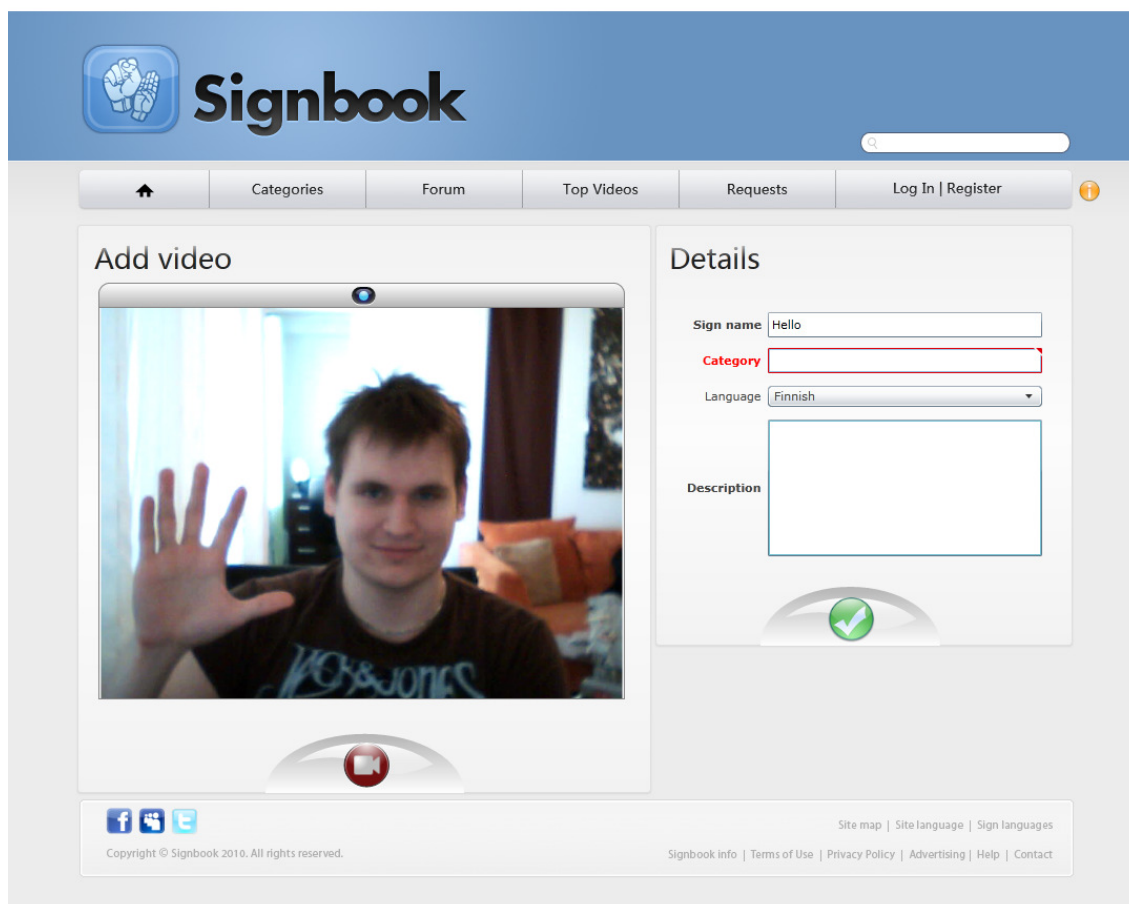 Signbook
Categories
Forum
Top Videos
Requests
Log In | Register
Add video
JACK&JONES
Details
Sign name Hello
Category
Language Finnish
Description
Site map | Site language | Sign languages
Copyright © Signbook 2010. All rights reserved.
Signbook info | Terms of Use | Privacy Policy | Advertising | Help | Contact